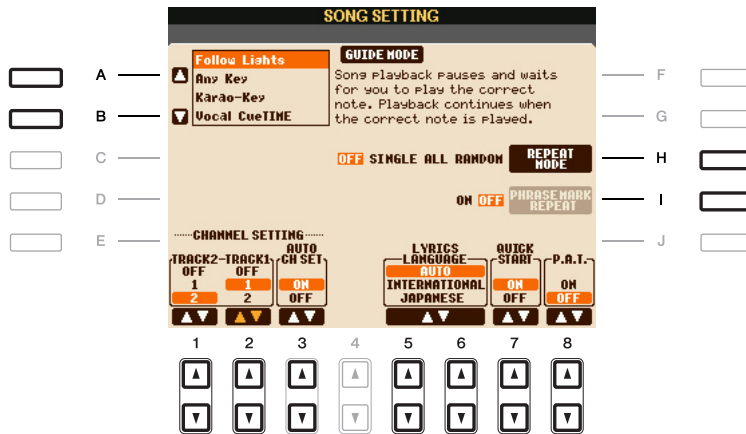 SONG SETTING
Follow Lights
Any Key
Karao-Key
Vocal CueTIME
GUIDE MODE
Song Playback pauses and waits
for you to play the correct
note. Playback continues when
the correct note is played.
OFF SINGLE ALL RANDOM
REPEAT
MODE
ON OFF
PHRASE MARK
REPEAT
CHANNEL SETTING
TRACK2
OFF
1
2
TRACK1
OFF
1
2
AUTO
CH SET
ON
OFF
LYRICS
LANGUAGE
AUTO
INTERNATIONAL
JAPANESE
QUICK
START
ON
OFF
P.A.T.
ON
OFF
A
B
C
D
E
F
G
H
I
J
1 2 3 4 5 6 7 8